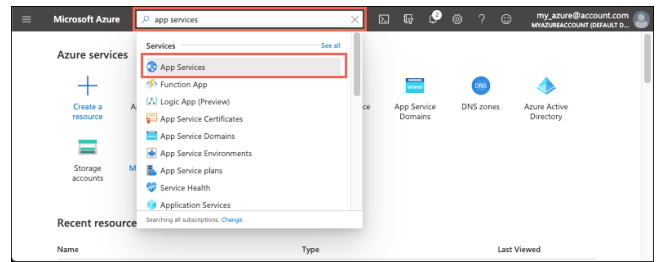 Microsoft Azure
app services
2
my_azure@account.com
MYAZUREACCOUNT (DEFAULT D...
Azure services
Services
See all
App Services
Function App
Logic App (Preview)
App Service Certificates
App Service Domains
App Service Environments
App Service plans
Service Health
Application Services
Searching all subscriptions. Change
Create a
resource
A
ce
App Service
Domains
DNS
DNS zones
Azure Active
Directory
Storage
accounts
M
Recent resource
Name
Type
Last Viewed